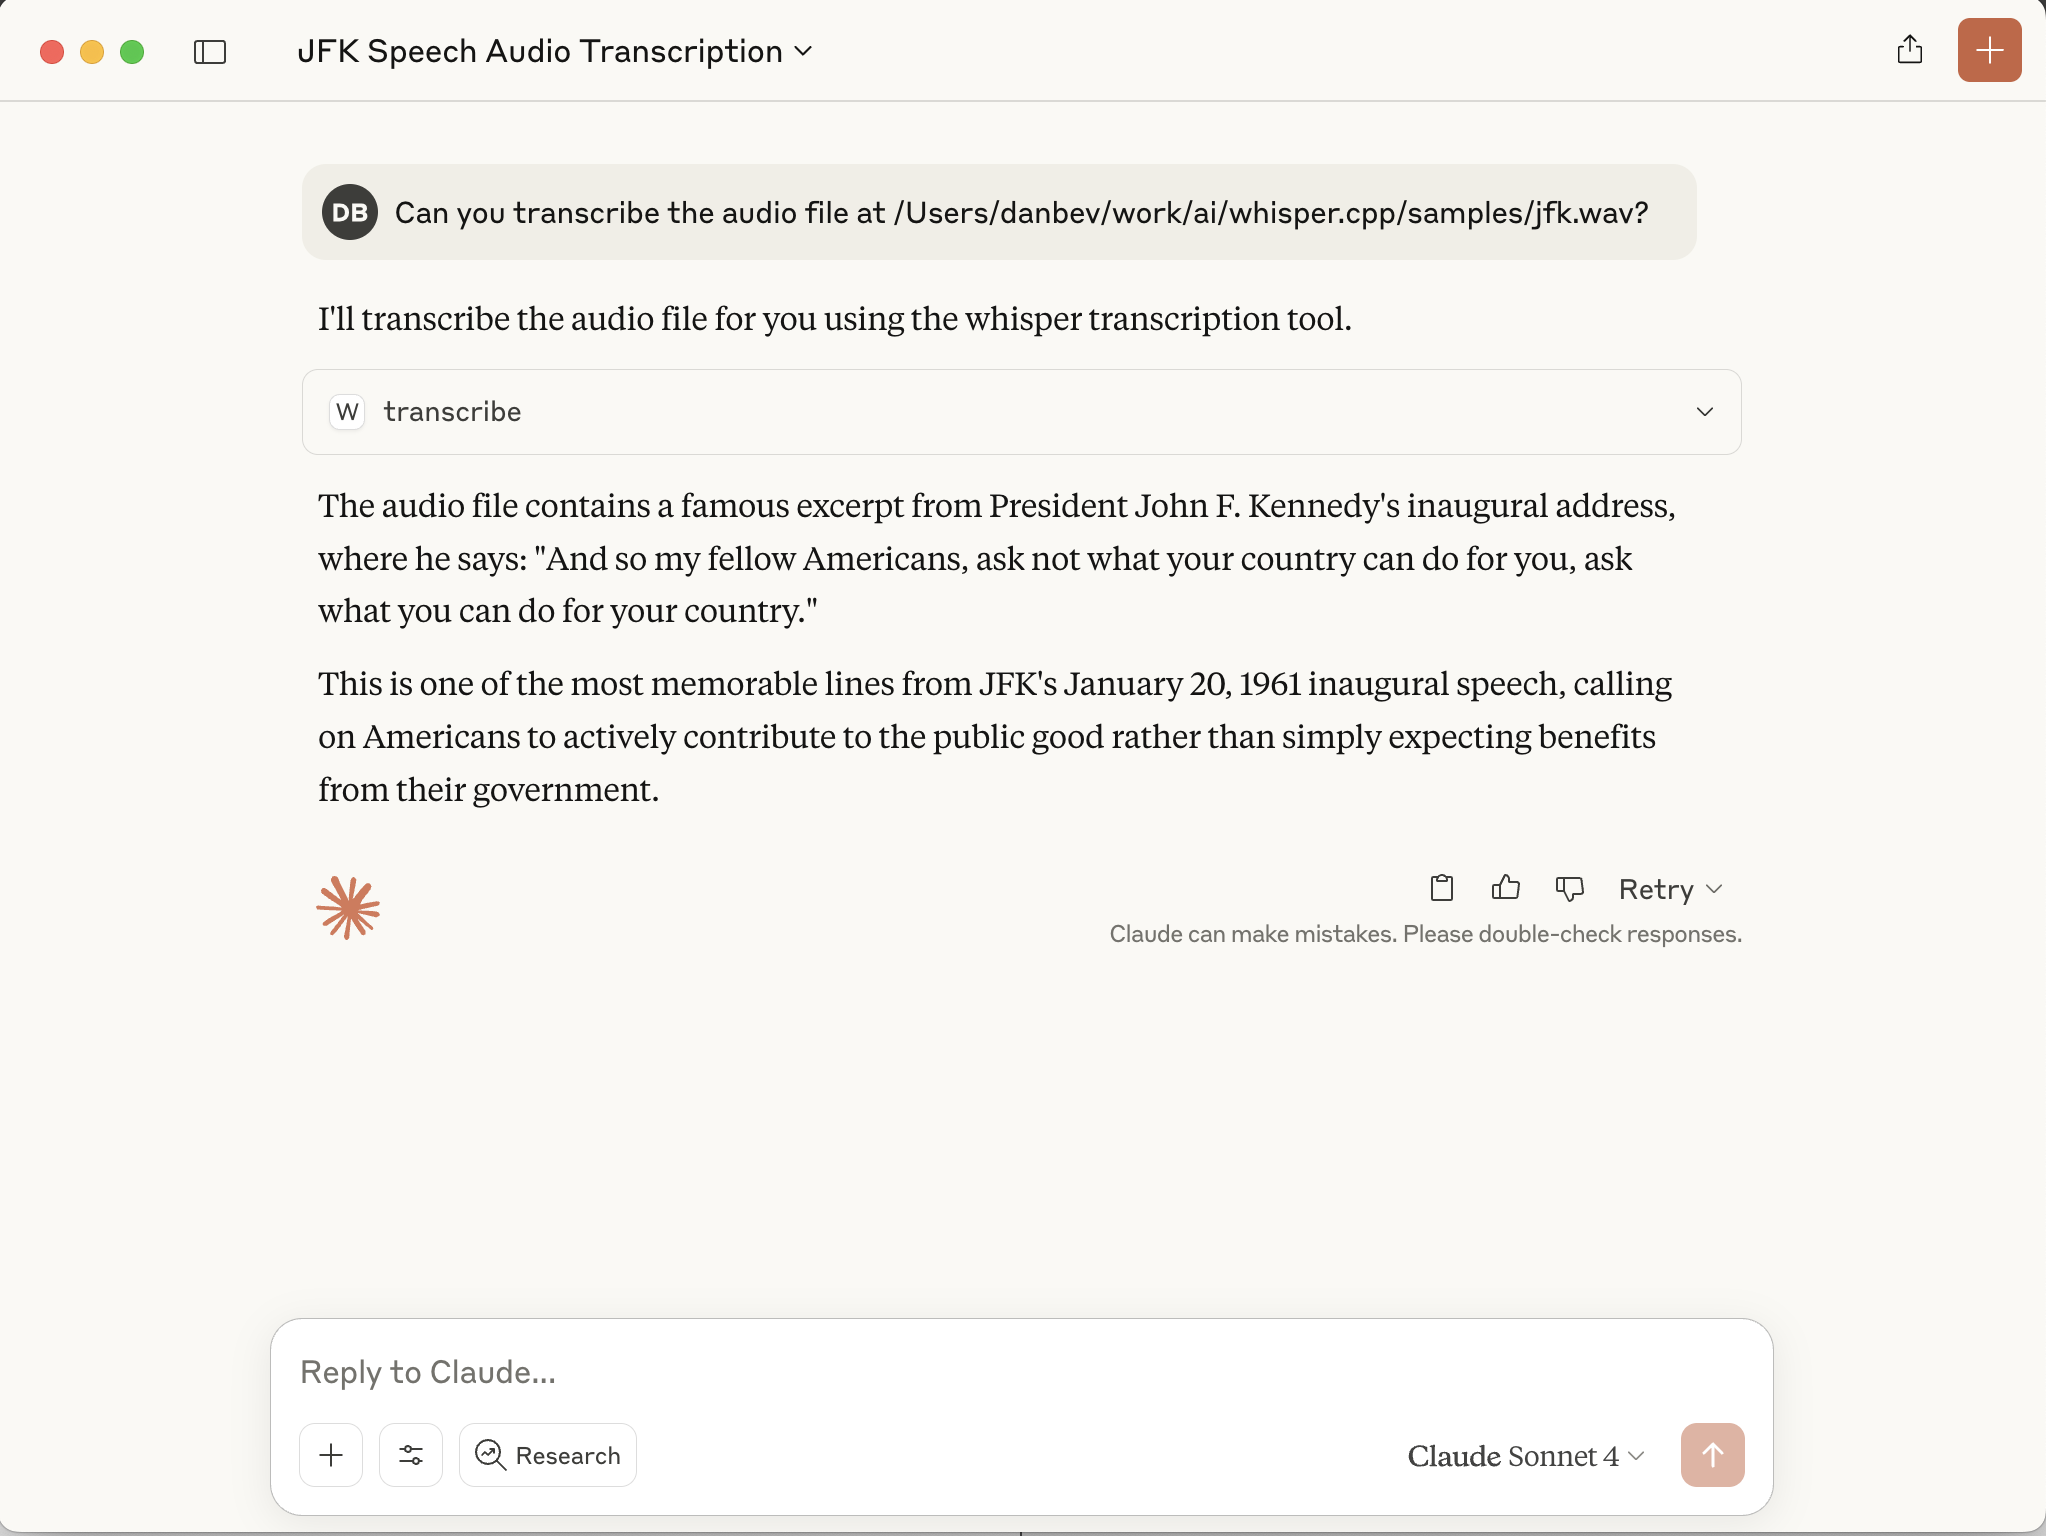 JFK Speech Audio Transcription
DB
Can you transcribe the audio file at /Users/danbev/work/ai/whisper.cpp/samples/jfk.wav?
I'll transcribe the audio file for you using the whisper transcription tool.
W transcribe
The audio file contains a famous excerpt from President John F. Kennedy's inaugural address,
where he says: "And so my fellow Americans, ask not what your country can do for you, ask
what you can do for your country."
This is one of the most memorable lines from JFK's January 20, 1961 inaugural speech, calling
on Americans to actively contribute to the public good rather than simply expecting benefits
from their government.
Retry
Claude can make mistakes. Please double-check responses.
Reply to Claude...
Research
Claude Sonnet 4